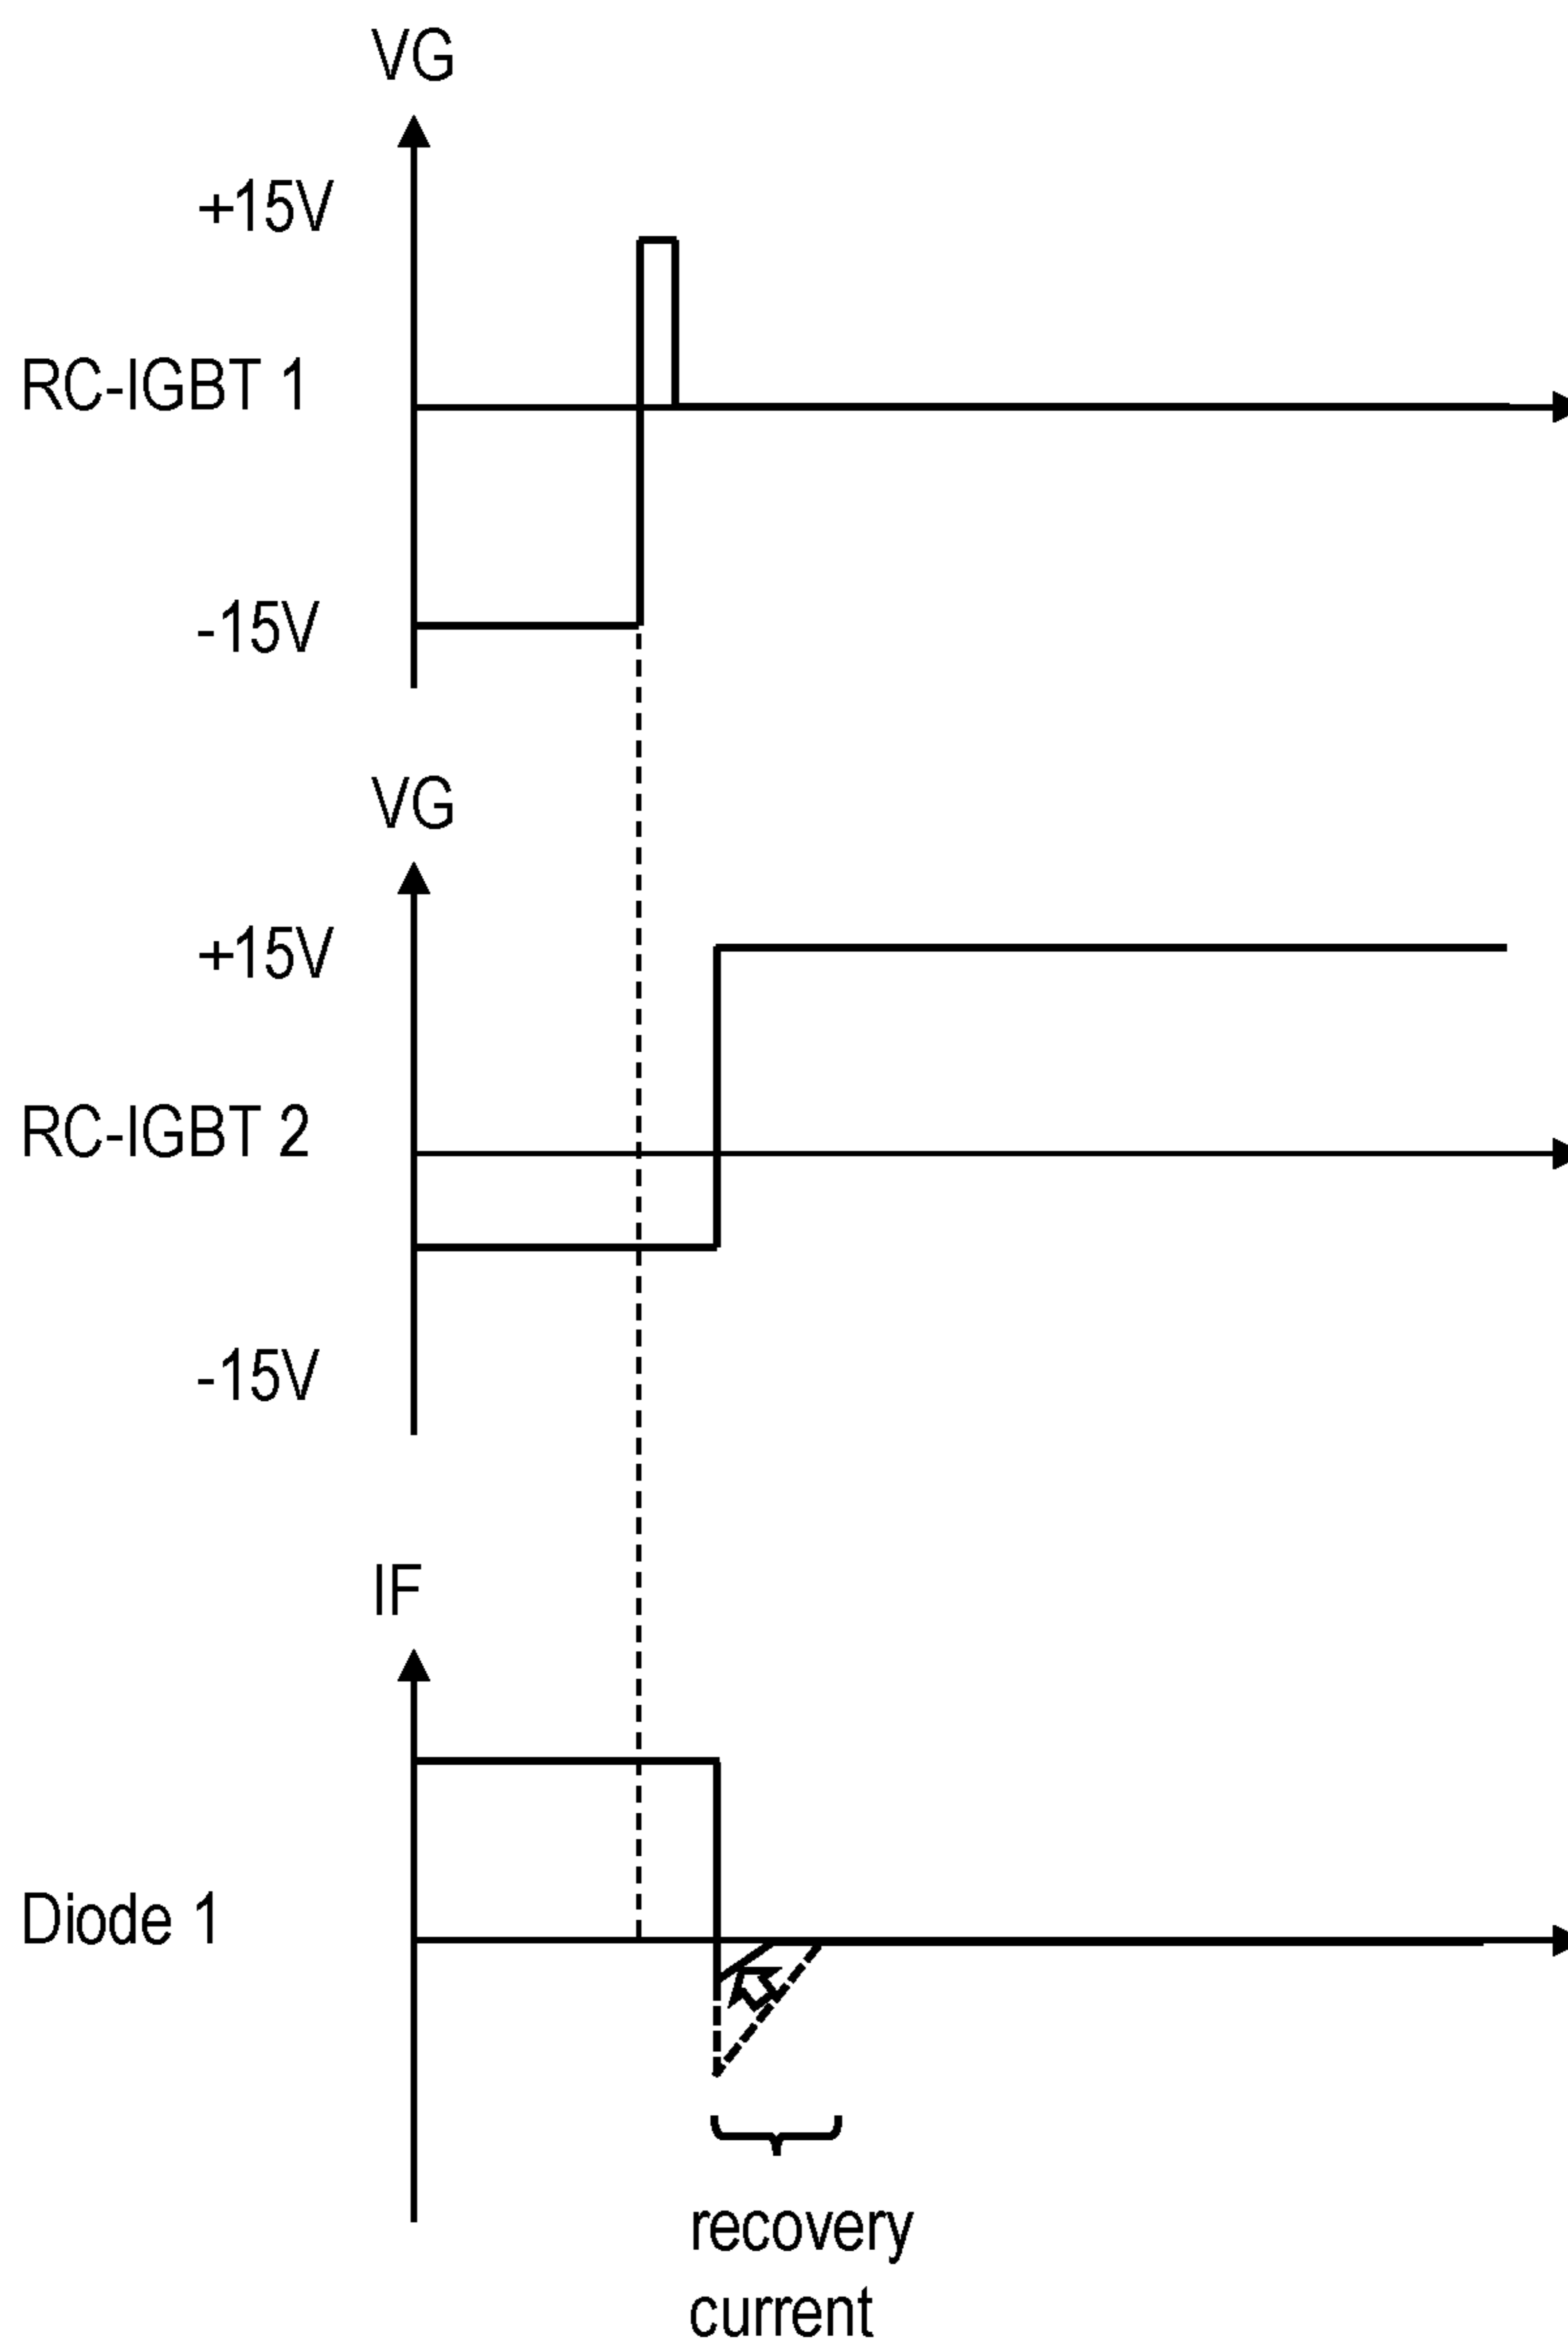 VG
+15V
RC-IGBT 1
-15V
VG
+15V
RC-IGBT 2
-15V
IF
Diode 1
recovery
current